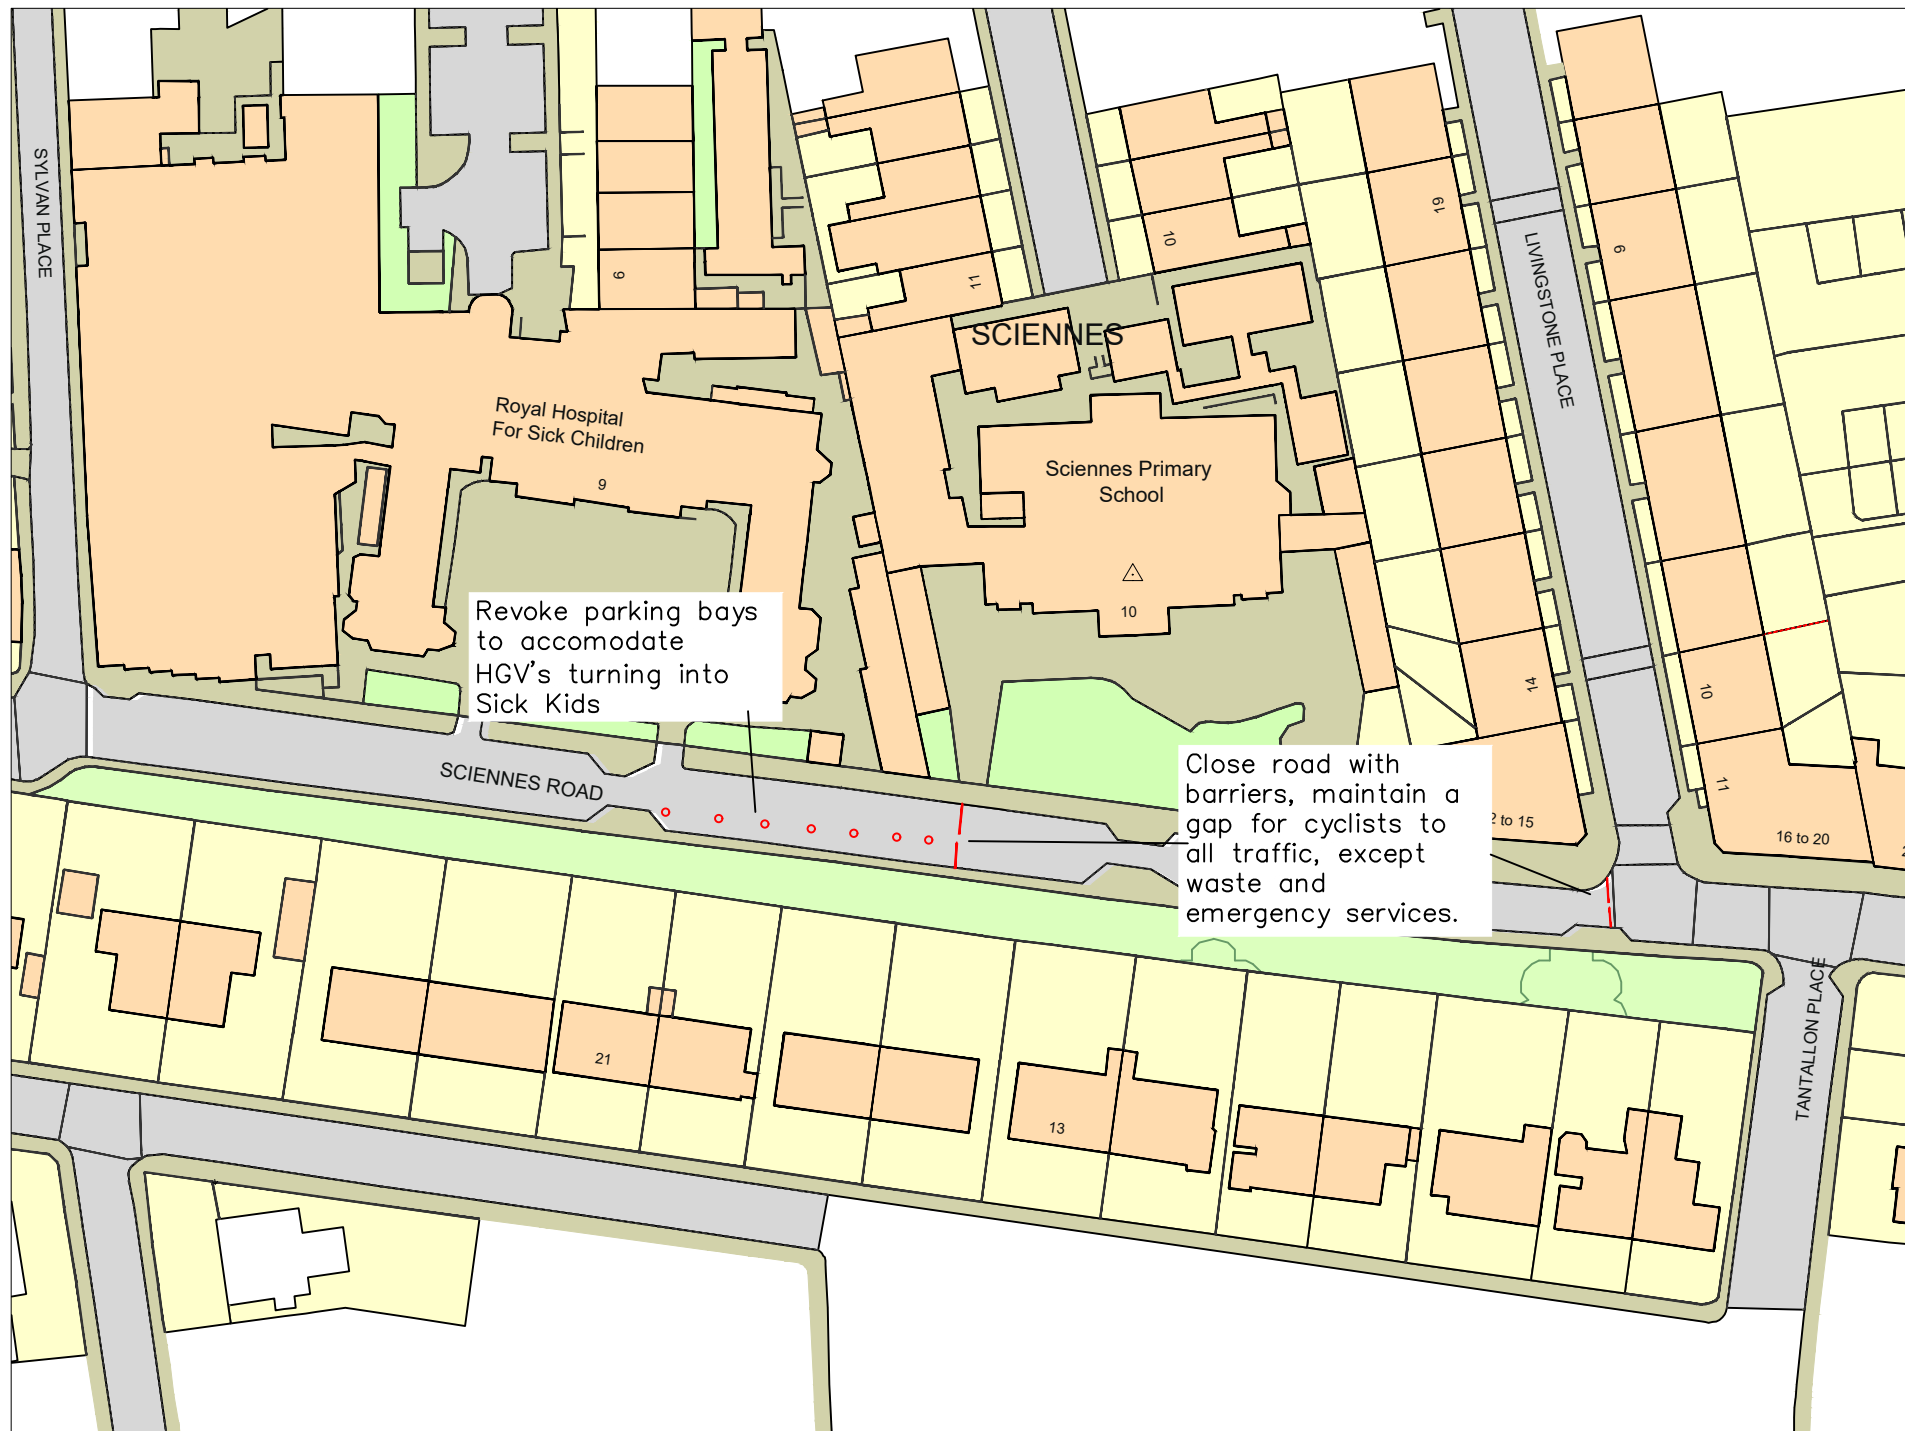 SYLVAN PLACE
9
11
10
19
LIVINGSTONE PLACE
9
SCIENNES
Royal Hospital
For Sick Children
9
Sciennes Primary
School
10
Revoke parking bays
to accomodate
HGV's turning into
Sick Kids
14
10
11
SCIENNES ROAD
Close road with
barriers, maintain a
gap for cyclists to
all traffic, except
waste and
emergency services.
2 to 15
16 to 20
TANTALLON PLACE
21
13